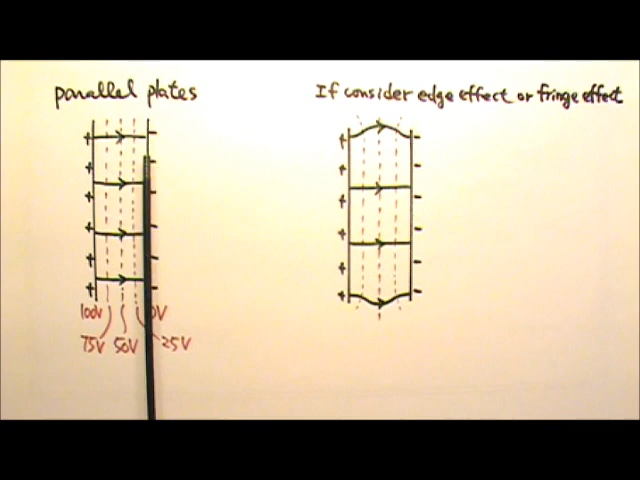 parallel plates
If consider edge effect or fringe effect
+ -
+ -
+ -
+ -
+ -
+ -
+ -
+ -
+ -
+ -
100V 0V
75V 50V 25V